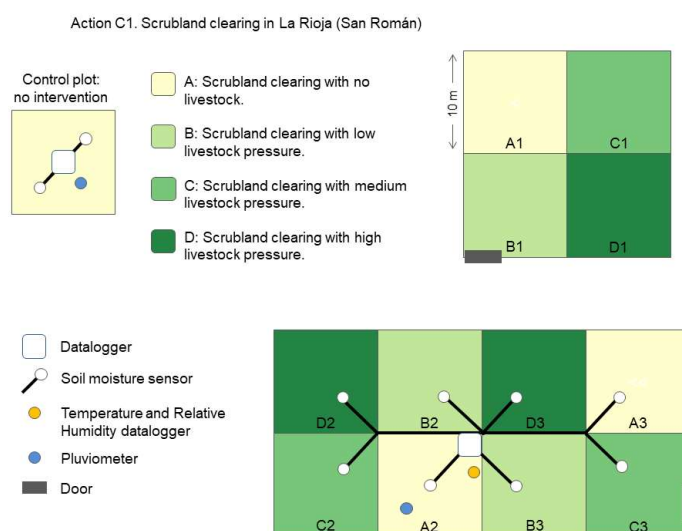 Action C1. Scrubland clearing in La Rioja (San Román)
Control plot:
no intervention
A: Scrubland clearing with no
livestock.
B: Scrubland clearing with low
livestock pressure.
C: Scrubland clearing with medium
livestock pressure.
D: Scrubland clearing with high
livestock pressure.
10 m
A1
C1
B1
D1
Datalogger
Soil moisture sensor
Temperature and Relative
Humidity datalogger
Pluviometer
Door
D2
B2
D3
A3
C2
A2
B3
C3